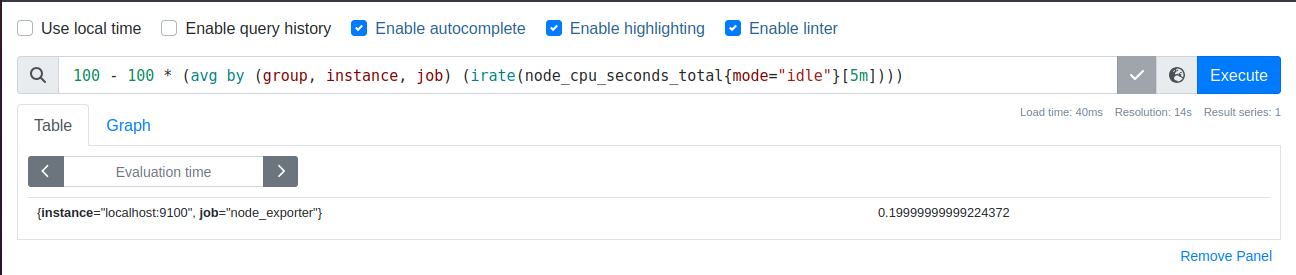 Use local time Enable query history Enable autocomplete Enable highlighting Enable linter
100 - 100 * (avg by (group, instance, job) (irate(node_cpu_seconds_total{mode="idle"}[5m]))) Execute
Load time: 40ms Resolution: 14s Result series: 1
Table Graph
Evaluation time
{instance="localhost:9100", job="node_exporter"} 0.19999999999224372
Remove Panel